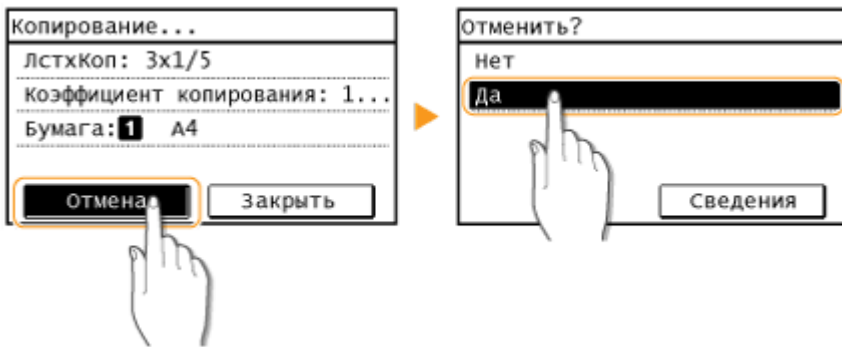 Копирование...
ЛстхКоп: 3x1/5
Коэффициент копирования: 1...
Бумага: 1 A4
Отмена
Закрыть
Отменить?
Нет
Да
Сведения